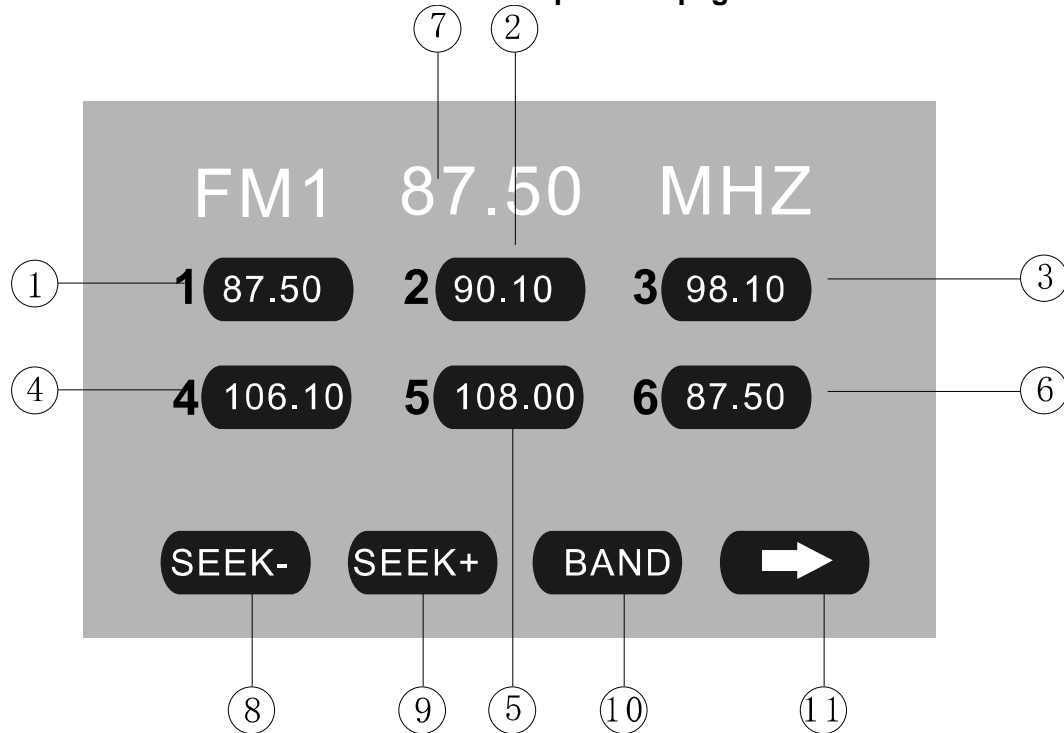 ⑦ ②
FM1 87.50 MHZ
① 1 87.50 2 90.10 3 98.10 ③
④ 4 106.10 5 108.00 6 87.50 ⑥
SEEK- SEEK+ BAND
⑧ ⑨ ⑤ ⑩ ⑪